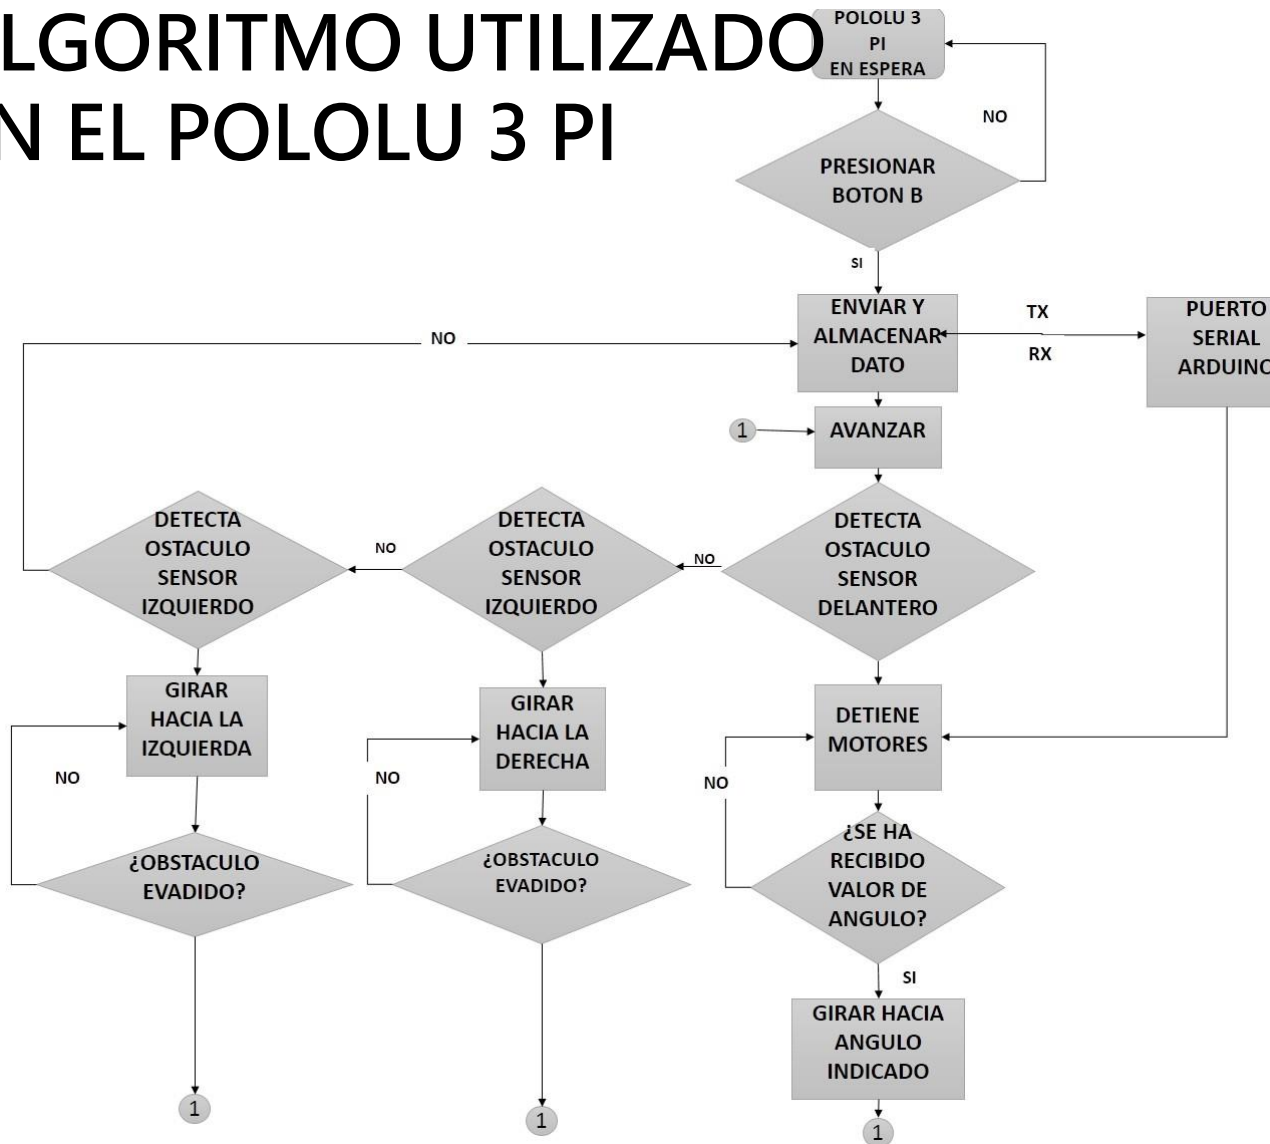 LGORITMO UTILIZADO
N EL POLOLU 3 PI
POLOLU 3
PI
EN ESPERA
NO
PRESIONAR
BOTON B
SI
ENVIAR Y
ALMACENAR
DATO
TX
RX
PUERTO
SERIAL
ARDUINO
NO
1
AVANZAR
DETECTA
OSTACULO
SENSOR
DELANTERO
NO
DETECTA
OSTACULO
SENSOR
IZQUIERDO
NO
DETECTA
OSTACULO
SENSOR
IZQUIERDO
GIRAR
HACIA LA
IZQUIERDA
NO
¿OBSTACULO
EVADIDO?
1
GIRAR
HACIA LA
DERECHA
NO
¿OBSTACULO
EVADIDO?
1
DETIENE
MOTORES
NO
¿SE HA
RECIBIDO
VALOR DE
ANGULO?
SI
GIRAR HACIA
ANGULO
INDICADO
1